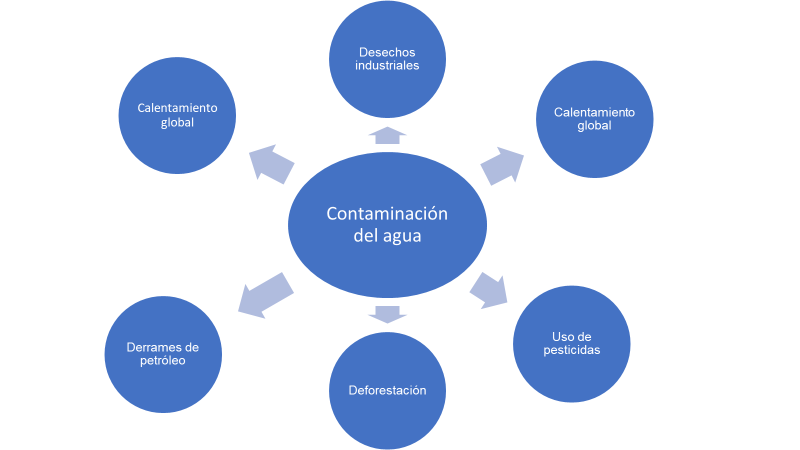 Desechos
industriales
Calentamiento
global
Calentamiento
global
Contaminación
del agua
Derrames de
petróleo
Uso de
pesticidas
Deforestación